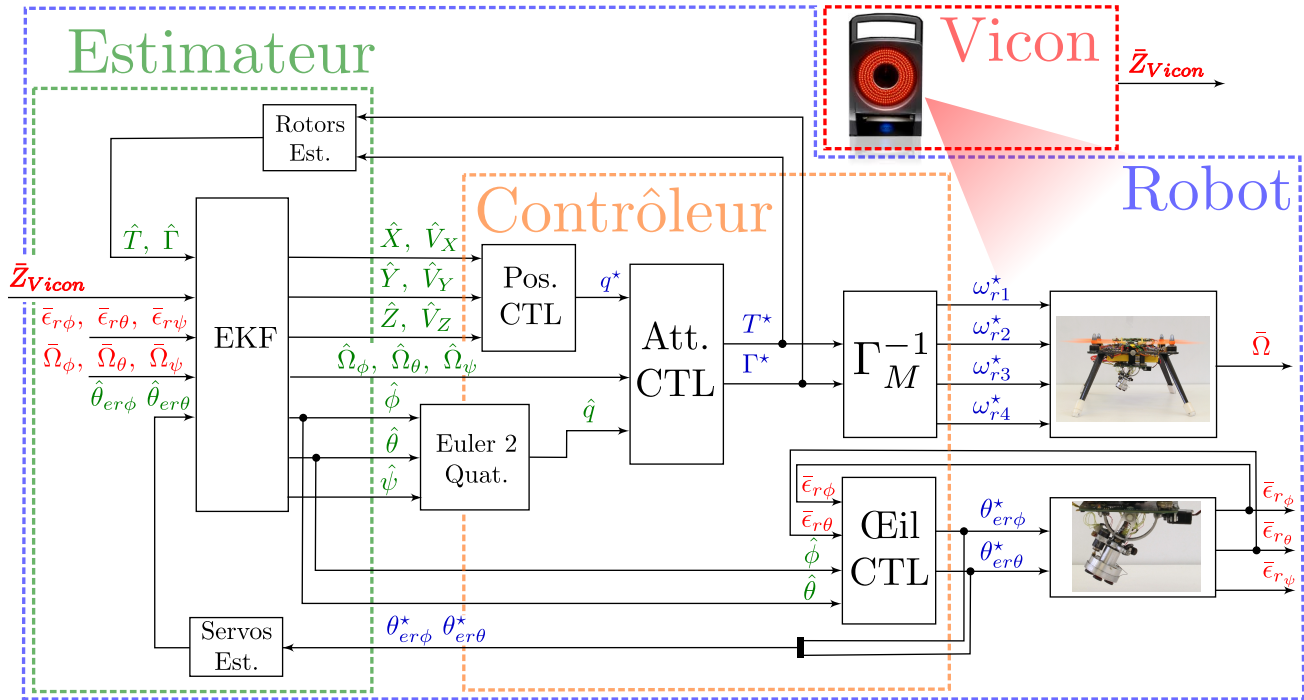 Estimateur
Vicon
Z̄_Vicon
Rotors
Est.
Robot
Contrôleur
T̂, Γ̂
X̂, V̂_X
Ŷ, V̂_Y
Ẑ, V̂_Z
Pos.
CTL
q*
Z̄_Vicon
ϵ̄_rϕ, ϵ̄_rθ, ϵ̄_rψ
Ω̄_ϕ, Ω̄_θ, Ω̄_ψ
θ̂_erϕ θ̂_erθ
EKF
Ω̂_ϕ, Ω̂_θ, Ω̂_ψ
ϕ̂
θ̂
ψ̂
Euler 2
Quat.
q̂
Att.
CTL
T*
Γ*
Γ_M^-1
ω*_r1
ω*_r2
ω*_r3
ω*_r4
Ω̄
ϵ̄_rϕ
ϵ̄_rθ
ϕ̂
θ̂
Œil
CTL
θ*_erϕ
θ*_erθ
ϵ̄_rϕ
ϵ̄_rθ
ϵ̄_rψ
Servos
Est.
θ*_erϕ θ*_erθ